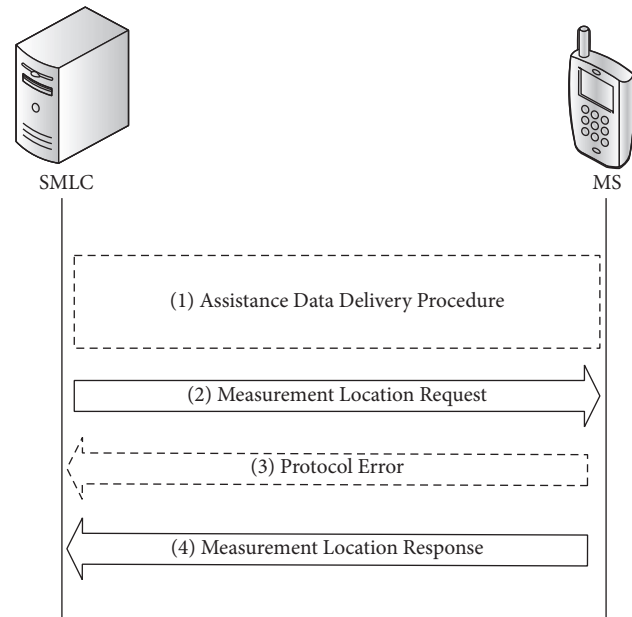 SMLC
MS
(1) Assistance Data Delivery Procedure
(2) Measurement Location Request
(3) Protocol Error
(4) Measurement Location Response